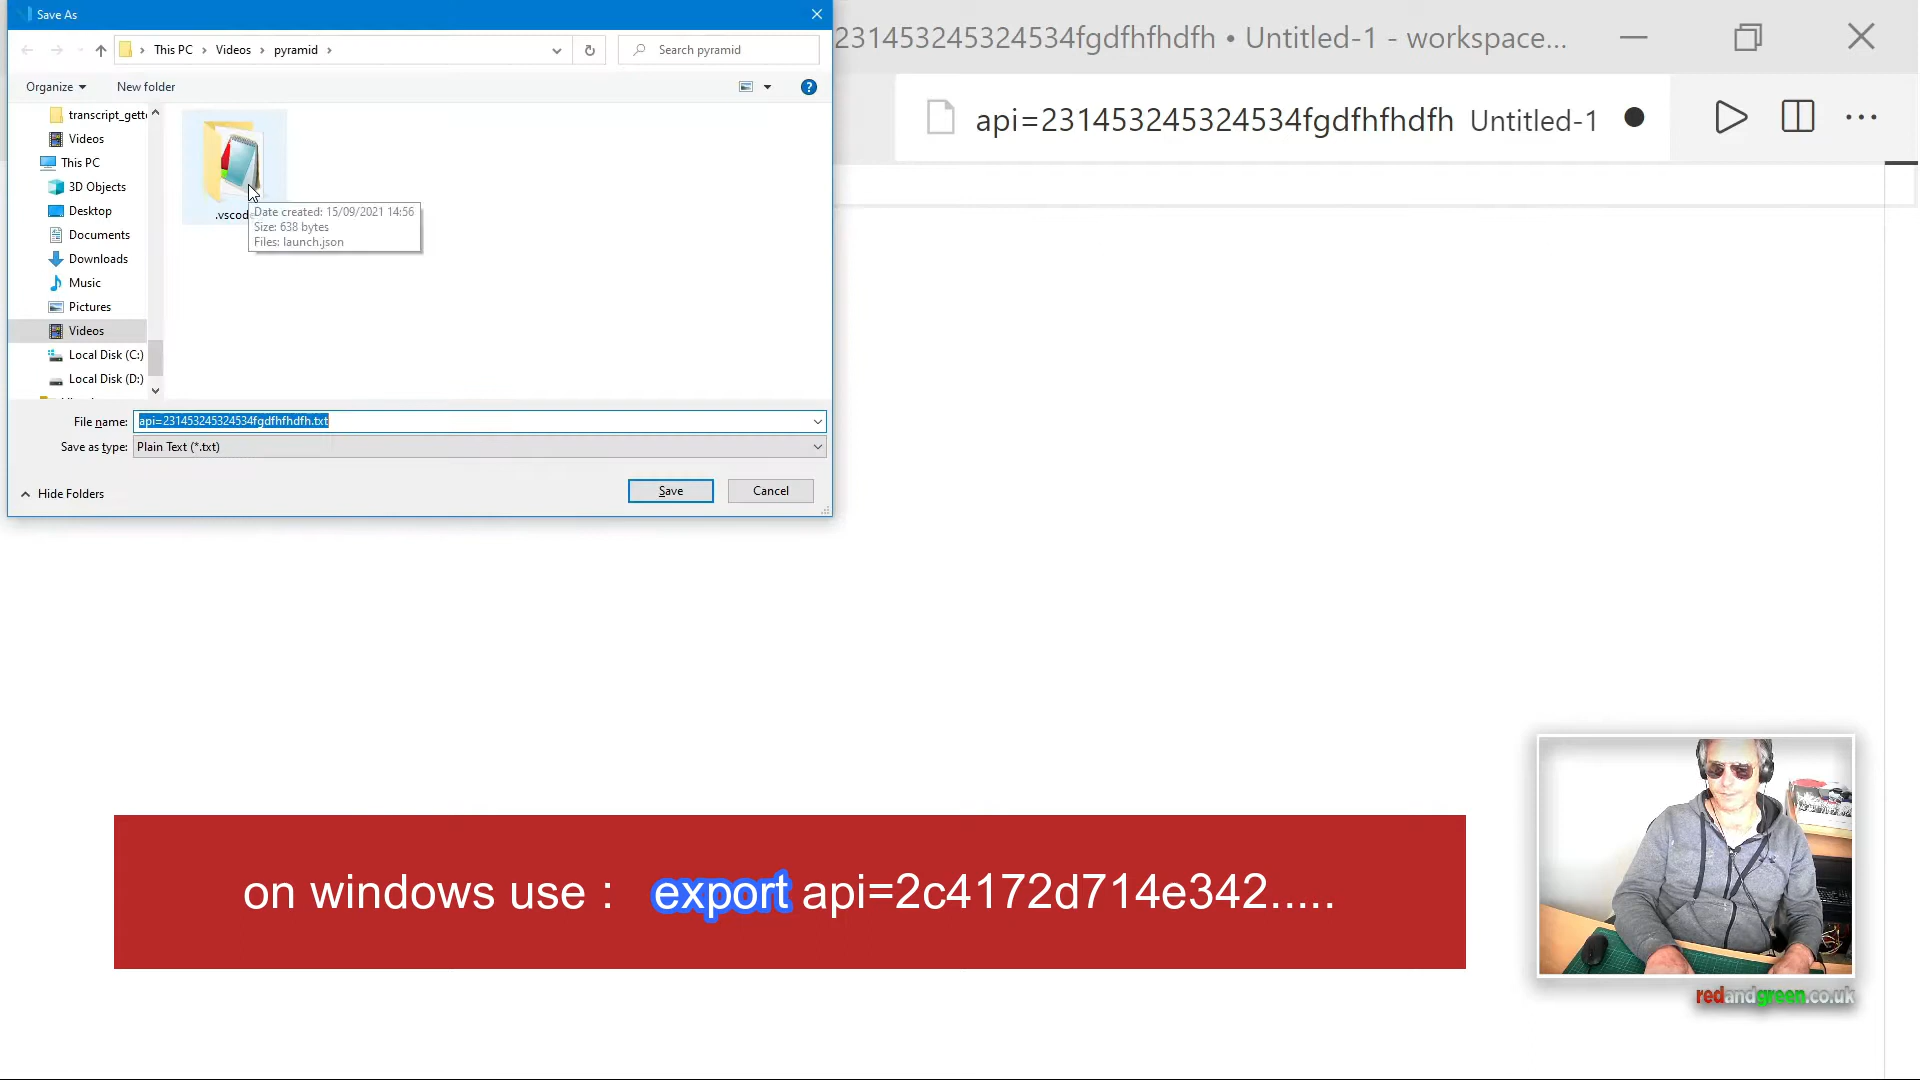 Save As
231453245324534fgdfhfhdfh • Untitled-1 - workspace...
This PC
Videos
pyramid
Search pyramid
Organize
New folder
api=231453245324534fgdfhfhdfh Untitled-1
transcript_gett
Videos
This PC
3D Objects
Desktop
Documents
Downloads
Music
Pictures
Videos
Local Disk (C:)
Local Disk (D:)
.vscod
Date created: 15/09/2021 14:56
Size: 638 bytes
Files: launch.json
File name: api=231453245324534fgdfhfhdfh.txt
Save as type: Plain Text (*.txt)
Hide Folders
Save
Cancel
on windows use : export api=2c4172d714e342.....
redandgreen.co.uk